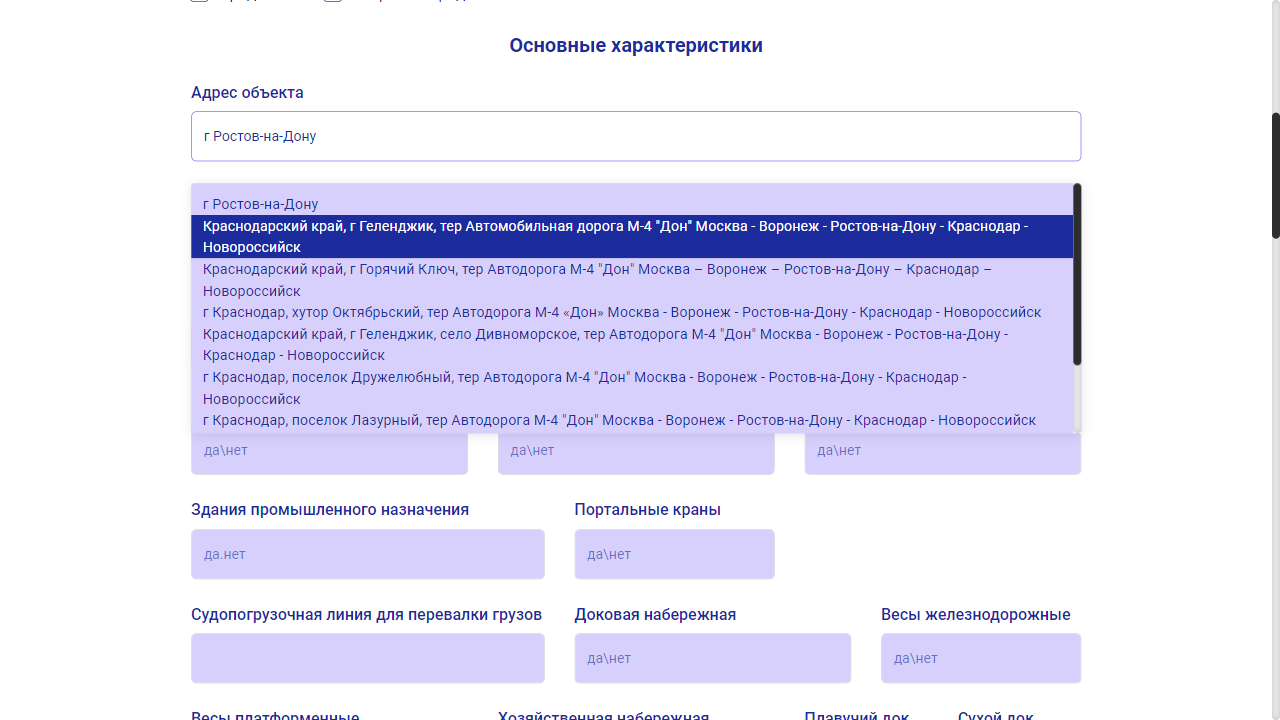 Основные характеристики
Адрес объекта
г Ростов-на-Дону
г Ростов-на-Дону
Краснодарский край, г Геленджик, тер Автомобильная дорога М-4 "Дон" Москва - Воронеж - Ростов-на-Дону - Краснодар -
Новороссийск
Краснодарский край, г Горячий Ключ, тер Автодорога М-4 "Дон" Москва – Воронеж – Ростов-на-Дону – Краснодар –
Новороссийск
г Краснодар, хутор Октябрьский, тер Автодорога М-4 «Дон» Москва - Воронеж - Ростов-на-Дону - Краснодар - Новороссийск
Краснодарский край, г Геленджик, село Дивноморское, тер Автодорога М-4 "Дон" Москва - Воронеж - Ростов-на-Дону -
Краснодар - Новороссийск
г Краснодар, поселок Дружелюбный, тер Автодорога М-4 "Дон" Москва - Воронеж - Ростов-на-Дону - Краснодар -
Новороссийск
г Краснодар, поселок Лазурный, тер Автодорога М-4 "Дон" Москва - Воронеж - Ростов-на-Дону - Краснодар - Новороссийск
да\нет да\нет да\нет
Здания промышленного назначения Портальные краны
да.нет да\нет
Судопогрузочная линия для перевалки грузов Доковая набережная Весы железнодорожные
да\нет да\нет
Весы платформенные Хозяйственная набережная Плавучий док Сухой док